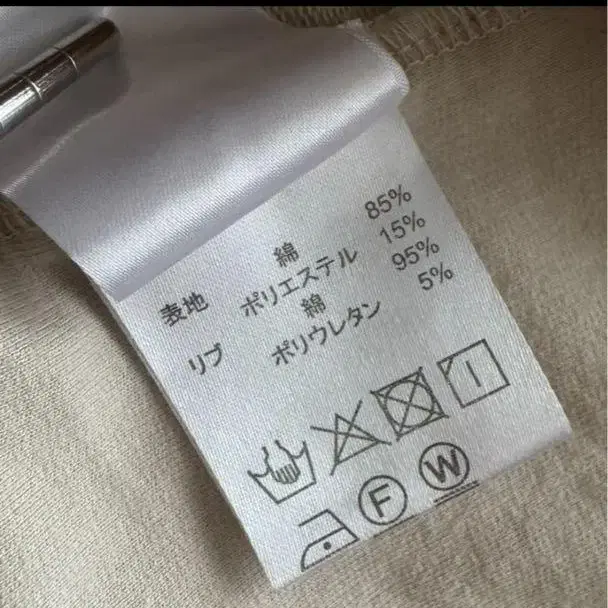 表地 綿 85%
ポリエステル 15%
リブ 綿 95%
ポリウレタン 5%
F W